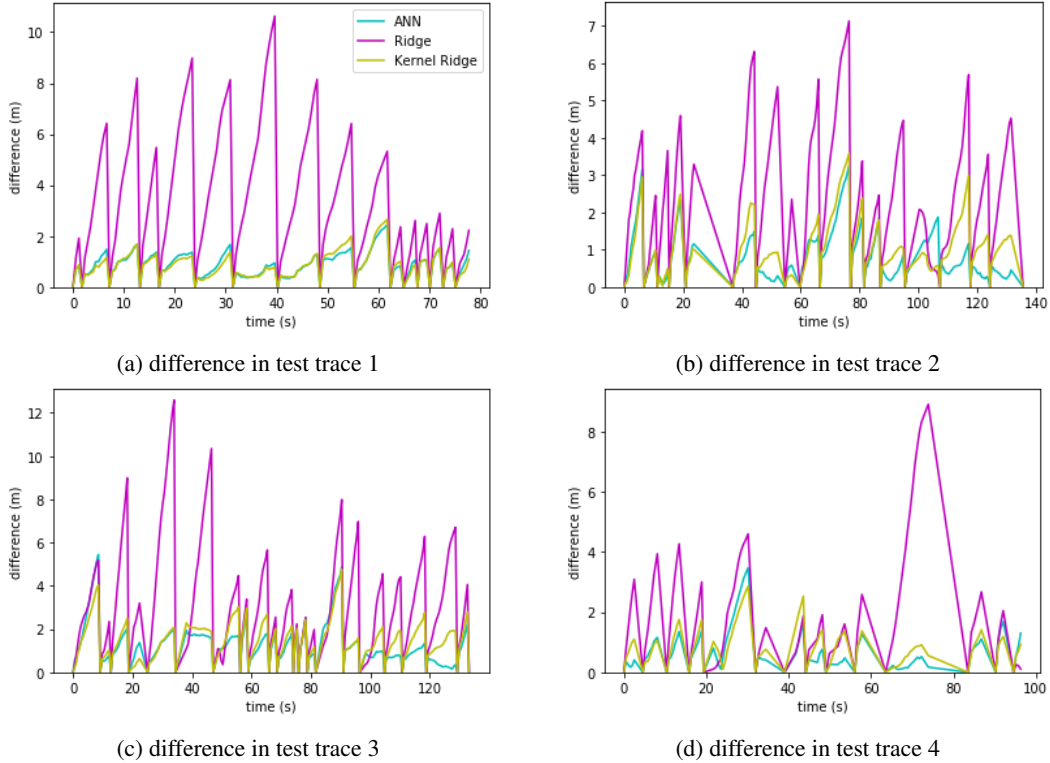 10
8
6
4
2
0
difference (m)
0 10 20 30 40 50 60 70 80
time (s)
ANN
Ridge
Kernel Ridge
(a) difference in test trace 1
7
6
5
4
3
2
1
0
difference (m)
0 20 40 60 80 100 120 140
time (s)
(b) difference in test trace 2
12
10
8
6
4
2
0
difference (m)
0 20 40 60 80 100 120
time (s)
(c) difference in test trace 3
8
6
4
2
0
difference (m)
0 20 40 60 80 100
time (s)
(d) difference in test trace 4